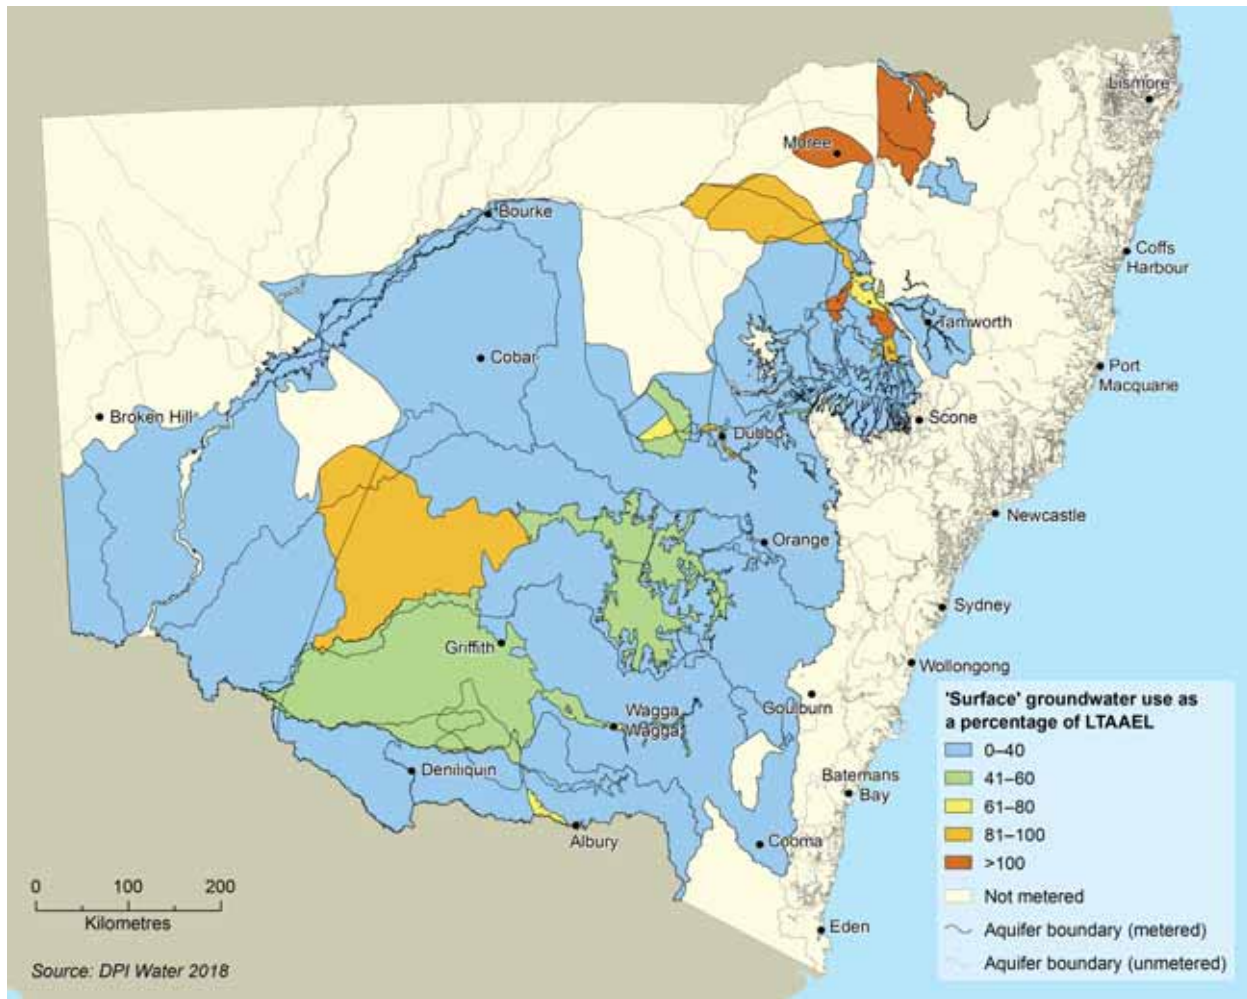 Lismore
Moree
Bourke
Coffs
Harbour
Tamworth
Cobar
Port
Macquarie
Broken Hill
Scone
Dubbo
Newcastle
Orange
Sydney
Griffith
Wollongong
Goulburn
Wagga
Wagga
Deniliquin
Batemans
Bay
Albury
Cooma
Eden
'Surface' groundwater use as
a percentage of LTAAEL
0–40
41–60
61–80
81–100
>100
Not metered
Aquifer boundary (metered)
Aquifer boundary (unmetered)
0 100 200
Kilometres
Source: DPI Water 2018